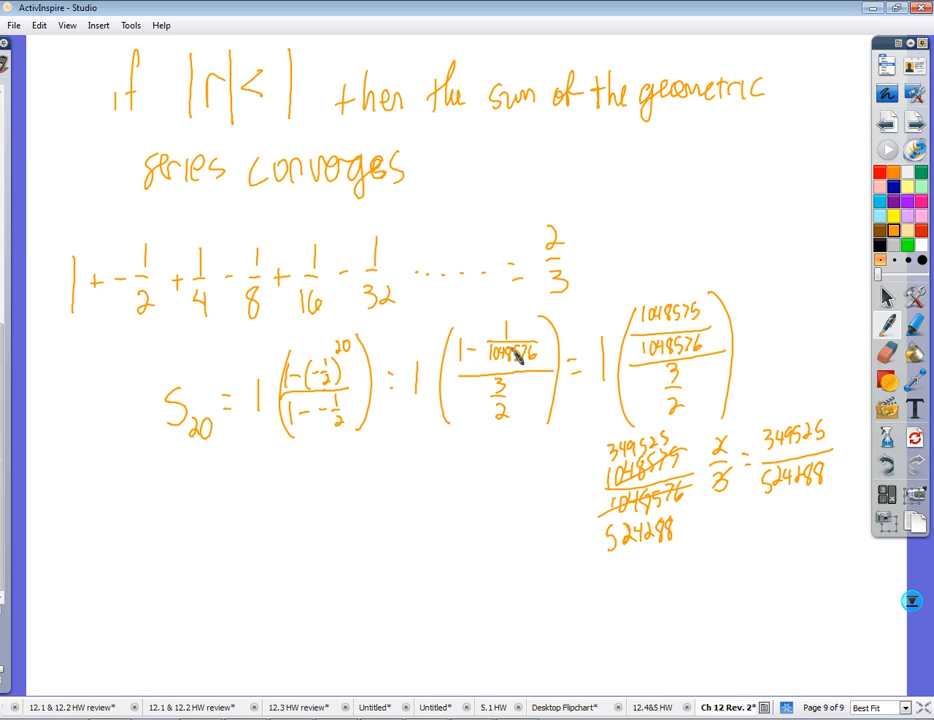 ActivInspire - Studio
File Edit View Insert Tools Help
if |r| < 1 then the sum of the geometric
series converges
1 + -1/2 + 1/4 - 1/8 + 1/16 - 1/32 ...... = 2/3
S20 = 1 ((1-(-1/2)^20)/(1--1/2)) = 1 ((1-1/1048576)/(3/2)) = 1 ((1048575/1048576)/(3/2))
349525
1048575/1048576 2/3 = 349525/524288
524288
12.1 & 12.2 HW review* 12.1 & 12.2 HW review* 12.3 HW review* Untitled* Untitled* 5.1 HW Desktop Flipchart* 12.4&5 HW Ch 12 Rev. 2* Page 9 of 9 Best Fit